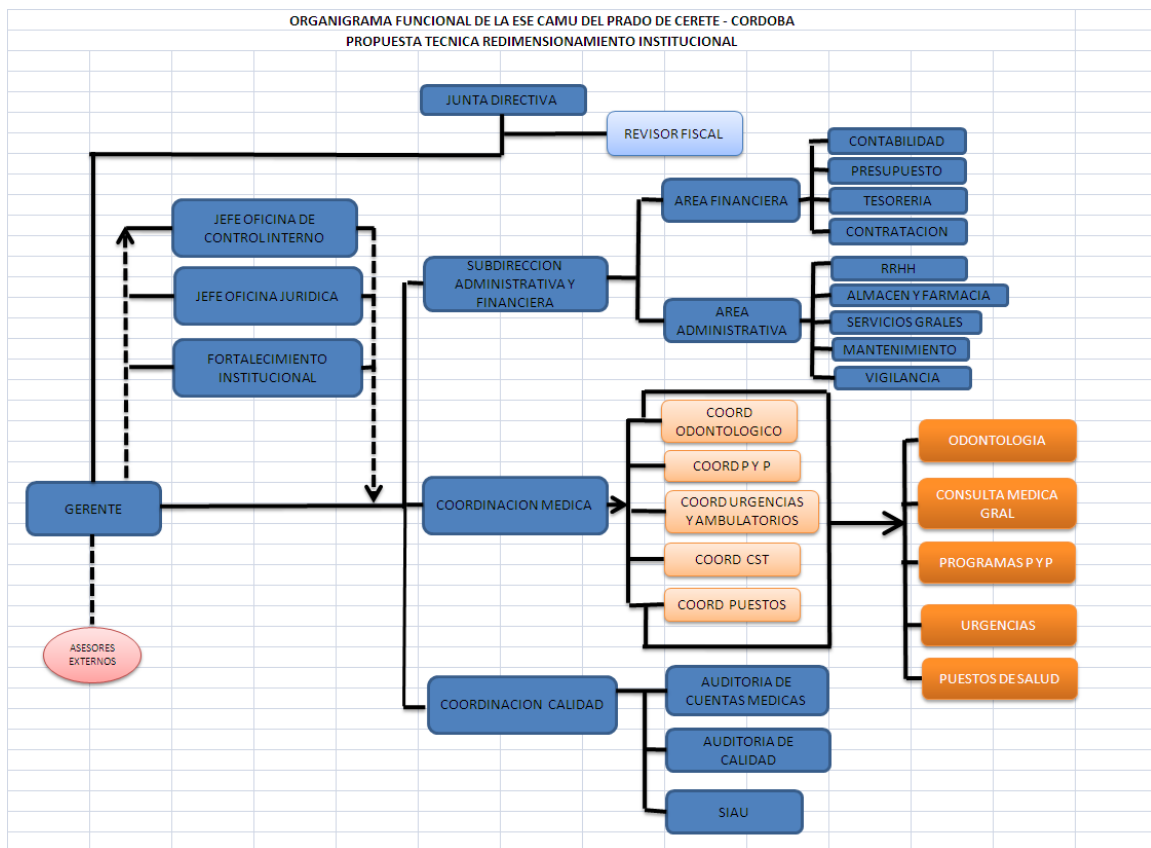 ORGANIGRAMA FUNCIONAL DE LA ESE CAMU DEL PRADO DE CERETE - CORDOBA
PROPUESTA TECNICA REDIMENSIONAMIENTO INSTITUCIONAL
JUNTA DIRECTIVA
REVISOR FISCAL
JEFE OFICINA DE
CONTROL INTERNO
JEFE OFICINA JURIDICA
FORTALECIMIENTO
INSTITUCIONAL
GERENTE
ASESORES
EXTERNOS
SUBDIRECCION
ADMINISTRATIVA Y
FINANCIERA
AREA FINANCIERA
CONTABILIDAD
PRESUPUESTO
TESORERIA
CONTRATACION
AREA
ADMINISTRATIVA
RRHH
ALMACEN Y FARMACIA
SERVICIOS GRALES
MANTENIMIENTO
VIGILANCIA
COORDINACION MEDICA
COORD
ODONTOLOGICO
COORD P Y P
COORD URGENCIAS
Y AMBULATORIOS
COORD CST
COORD PUESTOS
ODONTOLOGIA
CONSULTA MEDICA
GRAL
PROGRAMAS P Y P
URGENCIAS
PUESTOS DE SALUD
COORDINACION CALIDAD
AUDITORIA DE
CUENTAS MEDICAS
AUDITORIA DE
CALIDAD
SIAU